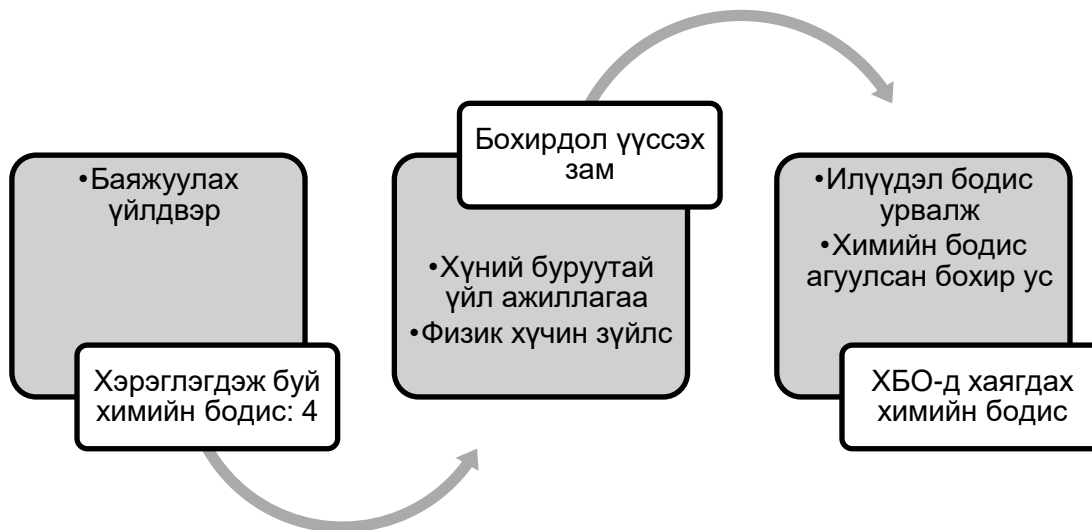 •Баяжуулах
үйлдвэр
Хэрэглэгдэж буй
химийн бодис: 4
Бохирдол үүссэх
зам
•Хүний буруутай
үйл ажиллагаа
•Физик хүчин зүйлс
•Илүүдэл бодис
урвалж
•Химийн бодис
агуулсан бохир ус
ХБО-д хаягдах
химийн бодис